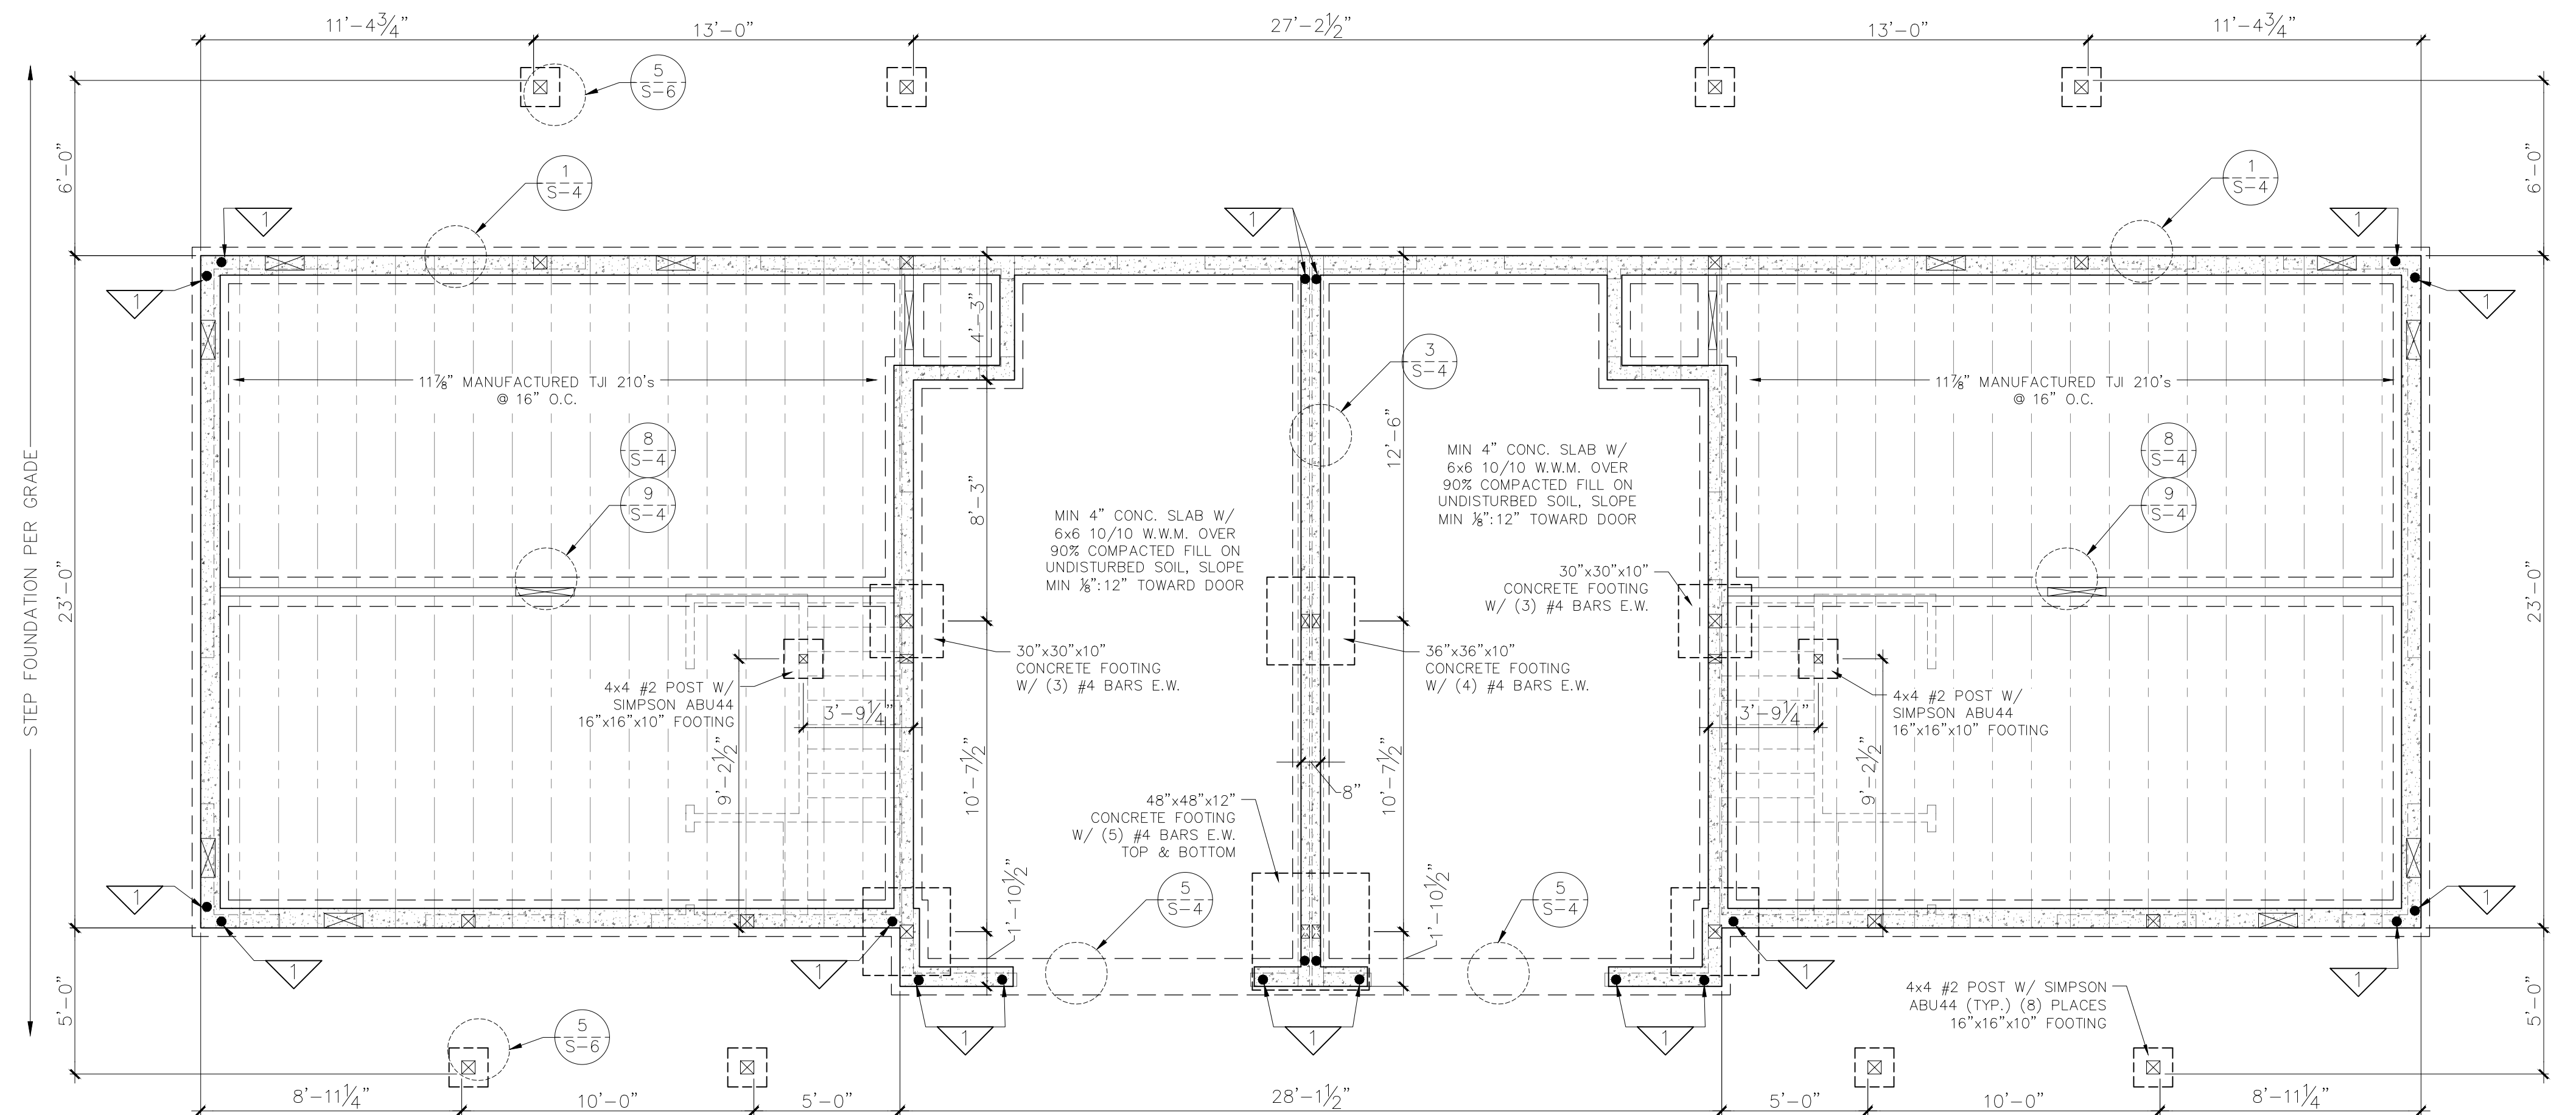 11'-4¾"
13'-0"
27'-2½"
13'-0"
11'-4¾"
5
S-6
6'-0"
6'-0"
1
S-4
1
S-4
1
1
1
1
1
4'-3"
3
S-4
11⅞" MANUFACTURED TJI 210's
@ 16" O.C.
11⅞" MANUFACTURED TJI 210's
@ 16" O.C.
STEP FOUNDATION PER GRADE
8
S-4
9
S-4
8'-3"
12'-6"
MIN 4" CONC. SLAB W/
6x6 10/10 W.W.M. OVER
90% COMPACTED FILL ON
UNDISTURBED SOIL, SLOPE
MIN ⅛":12" TOWARD DOOR
MIN 4" CONC. SLAB W/
6x6 10/10 W.W.M. OVER
90% COMPACTED FILL ON
UNDISTURBED SOIL, SLOPE
MIN ⅛":12" TOWARD DOOR
8
S-4
9
S-4
23'-0"
23'-0"
30"x30"x10"
CONCRETE FOOTING
W/ (3) #4 BARS E.W.
30"x30"x10"
CONCRETE FOOTING
W/ (3) #4 BARS E.W.
36"x36"x10"
CONCRETE FOOTING
W/ (4) #4 BARS E.W.
4x4 #2 POST W/
SIMPSON ABU44
16"x16"x10" FOOTING
4x4 #2 POST W/
SIMPSON ABU44
16"x16"x10" FOOTING
3'-9¼"
3'-9¼"
9'-2½"
10'-7½"
10'-7½"
9'-2½"
8"
48"x48"x12"
CONCRETE FOOTING
W/ (5) #4 BARS E.W.
TOP & BOTTOM
1'-10½"
1'-10½"
5
S-4
5
S-4
1
1
1
1
1
1
1
1
1
5'-0"
5'-0"
5
S-6
4x4 #2 POST W/ SIMPSON
ABU44 (TYP.) (8) PLACES
16"x16"x10" FOOTING
8'-11¼"
10'-0"
5'-0"
28'-1½"
5'-0"
10'-0"
8'-11¼"